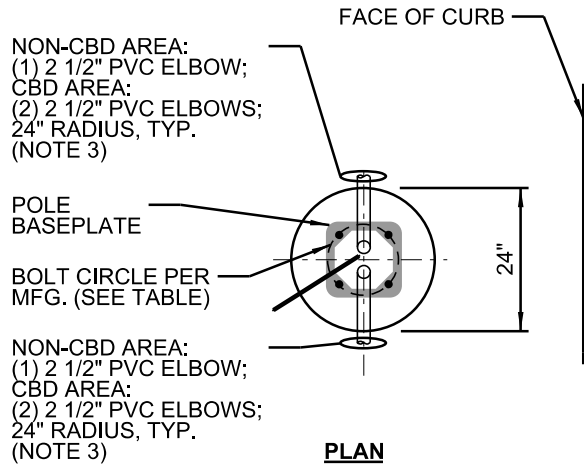 FACE OF CURB
NON-CBD AREA:
(1) 2 1/2" PVC ELBOW;
CBD AREA:
(2) 2 1/2" PVC ELBOWS;
24" RADIUS, TYP.
(NOTE 3)
POLE
BASEPLATE
BOLT CIRCLE PER
MFG. (SEE TABLE)
24"
NON-CBD AREA:
(1) 2 1/2" PVC ELBOW;
CBD AREA:
(2) 2 1/2" PVC ELBOWS;
24" RADIUS, TYP.
(NOTE 3)
PLAN